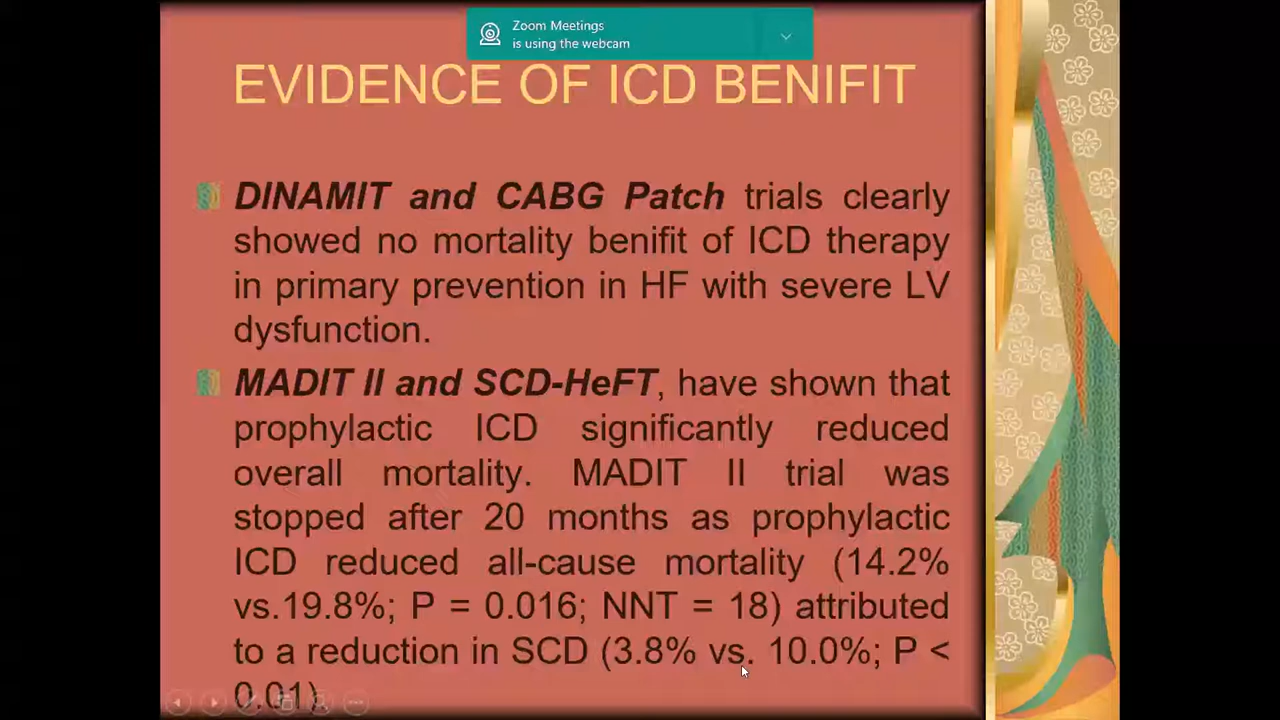 Zoom Meetings
is using the webcam
EVIDENCE OF ICD BENIFIT
DINAMIT and CABG Patch trials clearly
showed no mortality benifit of ICD therapy
in primary prevention in HF with severe LV
dysfunction.
MADIT II and SCD-HeFT, have shown that
prophylactic ICD significantly reduced
overall mortality. MADIT II trial was
stopped after 20 months as prophylactic
ICD reduced all-cause mortality (14.2%
vs.19.8%; P = 0.016; NNT = 18) attributed
to a reduction in SCD (3.8% vs. 10.0%; P <
0.01)